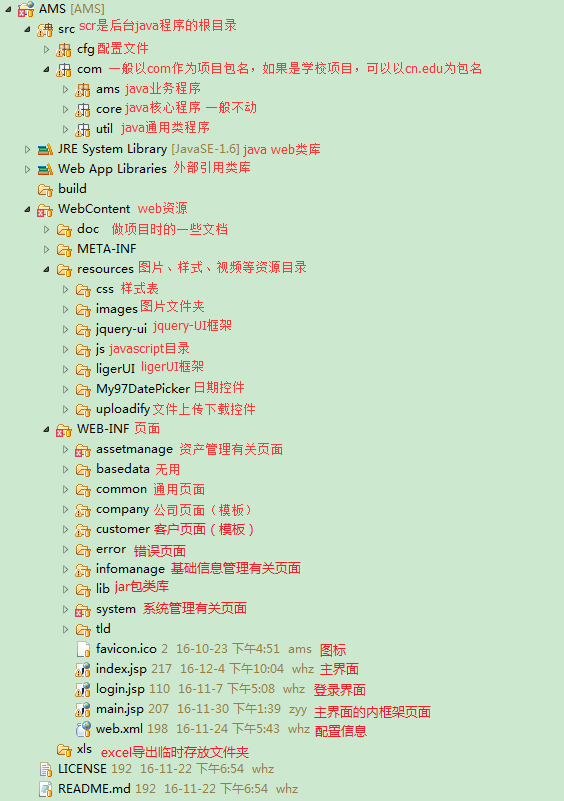 AMS [AMS]
src scr是后台java程序的根目录
cfg 配置文件
com 一般以com作为项目包名，如果是学校项目，可以以cn.edu为包名
ams java业务程序
core java核心程序 一般不动
util java通用类程序
JRE System Library [JavaSE-1.6] java web类库
Web App Libraries 外部引用类库
build
WebContent web资源
doc 做项目时的一些文档
META-INF
resources 图片、样式、视频等资源目录
css 样式表
images 图片文件夹
jquery-ui jquery-UI框架
js javascript目录
ligerUI ligerUI框架
My97DatePicker 日期控件
uploadify 文件上传下载控件
WEB-INF 页面
assetmanage 资产管理有关页面
basedata 无用
common 通用页面
company 公司页面（模板）
customer 客户页面（模板）
error 错误页面
infomanage 基础信息管理有关页面
lib jar包类库
system 系统管理有关页面
tld
favicon.ico 2 16-10-23 下午4:51 ams 图标
index.jsp 217 16-12-4 下午10:04 whz 主界面
login.jsp 110 16-11-7 下午5:08 whz 登录界面
main.jsp 207 16-11-30 下午1:39 zyy 主界面的内框架页面
web.xml 198 16-11-24 下午5:43 whz 配置信息
xls excel导出临时存放文件夹
LICENSE 192 16-11-22 下午6:54 whz
README.md 192 16-11-22 下午6:54 whz